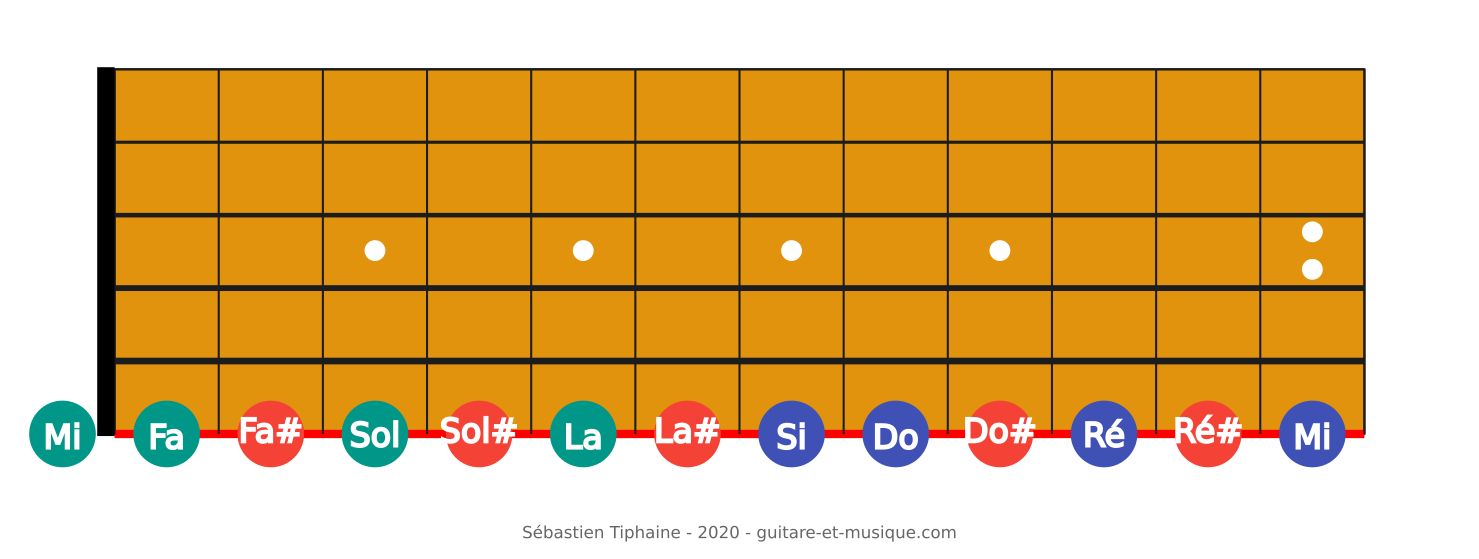 Mi Fa Fa# Sol Sol# La La# Si Do Do# Ré Ré# Mi
Sébastien Tiphaine - 2020 - guitare-et-musique.com